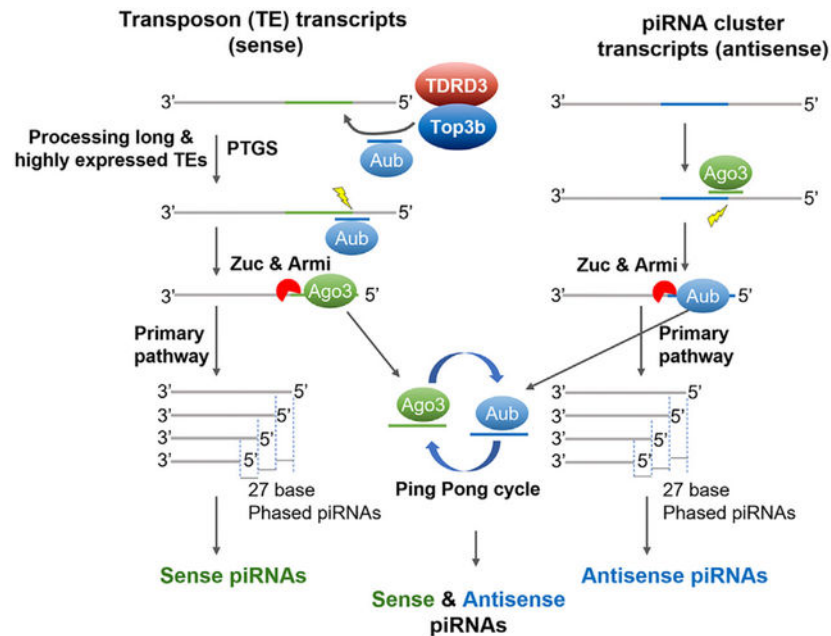 Transposon (TE) transcripts
(sense)
piRNA cluster
transcripts (antisense)
3’
5’
TDRD3
Top3b
Aub
3’
5’
Processing long &
highly expressed TEs
PTGS
Ago3
3’
5’
Aub
3’
5’
Zuc & Armi
3’
Ago3
5’
Zuc & Armi
3’
Aub
5’
Primary
pathway
Primary
pathway
3’
5’
3’
5’
3’
5’
3’
5’
Ago3
Aub
3’
5’
3’
5’
3’
5’
3’
5’
Ping Pong cycle
27 base
Phased piRNAs
27 base
Phased piRNAs
Sense piRNAs
Sense & Antisense
piRNAs
Antisense piRNAs